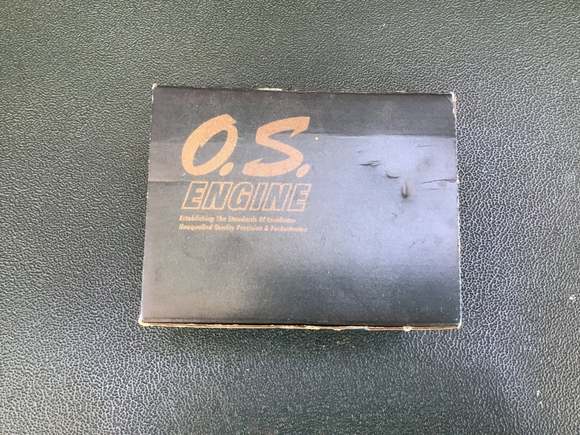 O.S.
ENGINE
Establishing The Standards Of Excellence
Unequalled Quality Precision & Performance